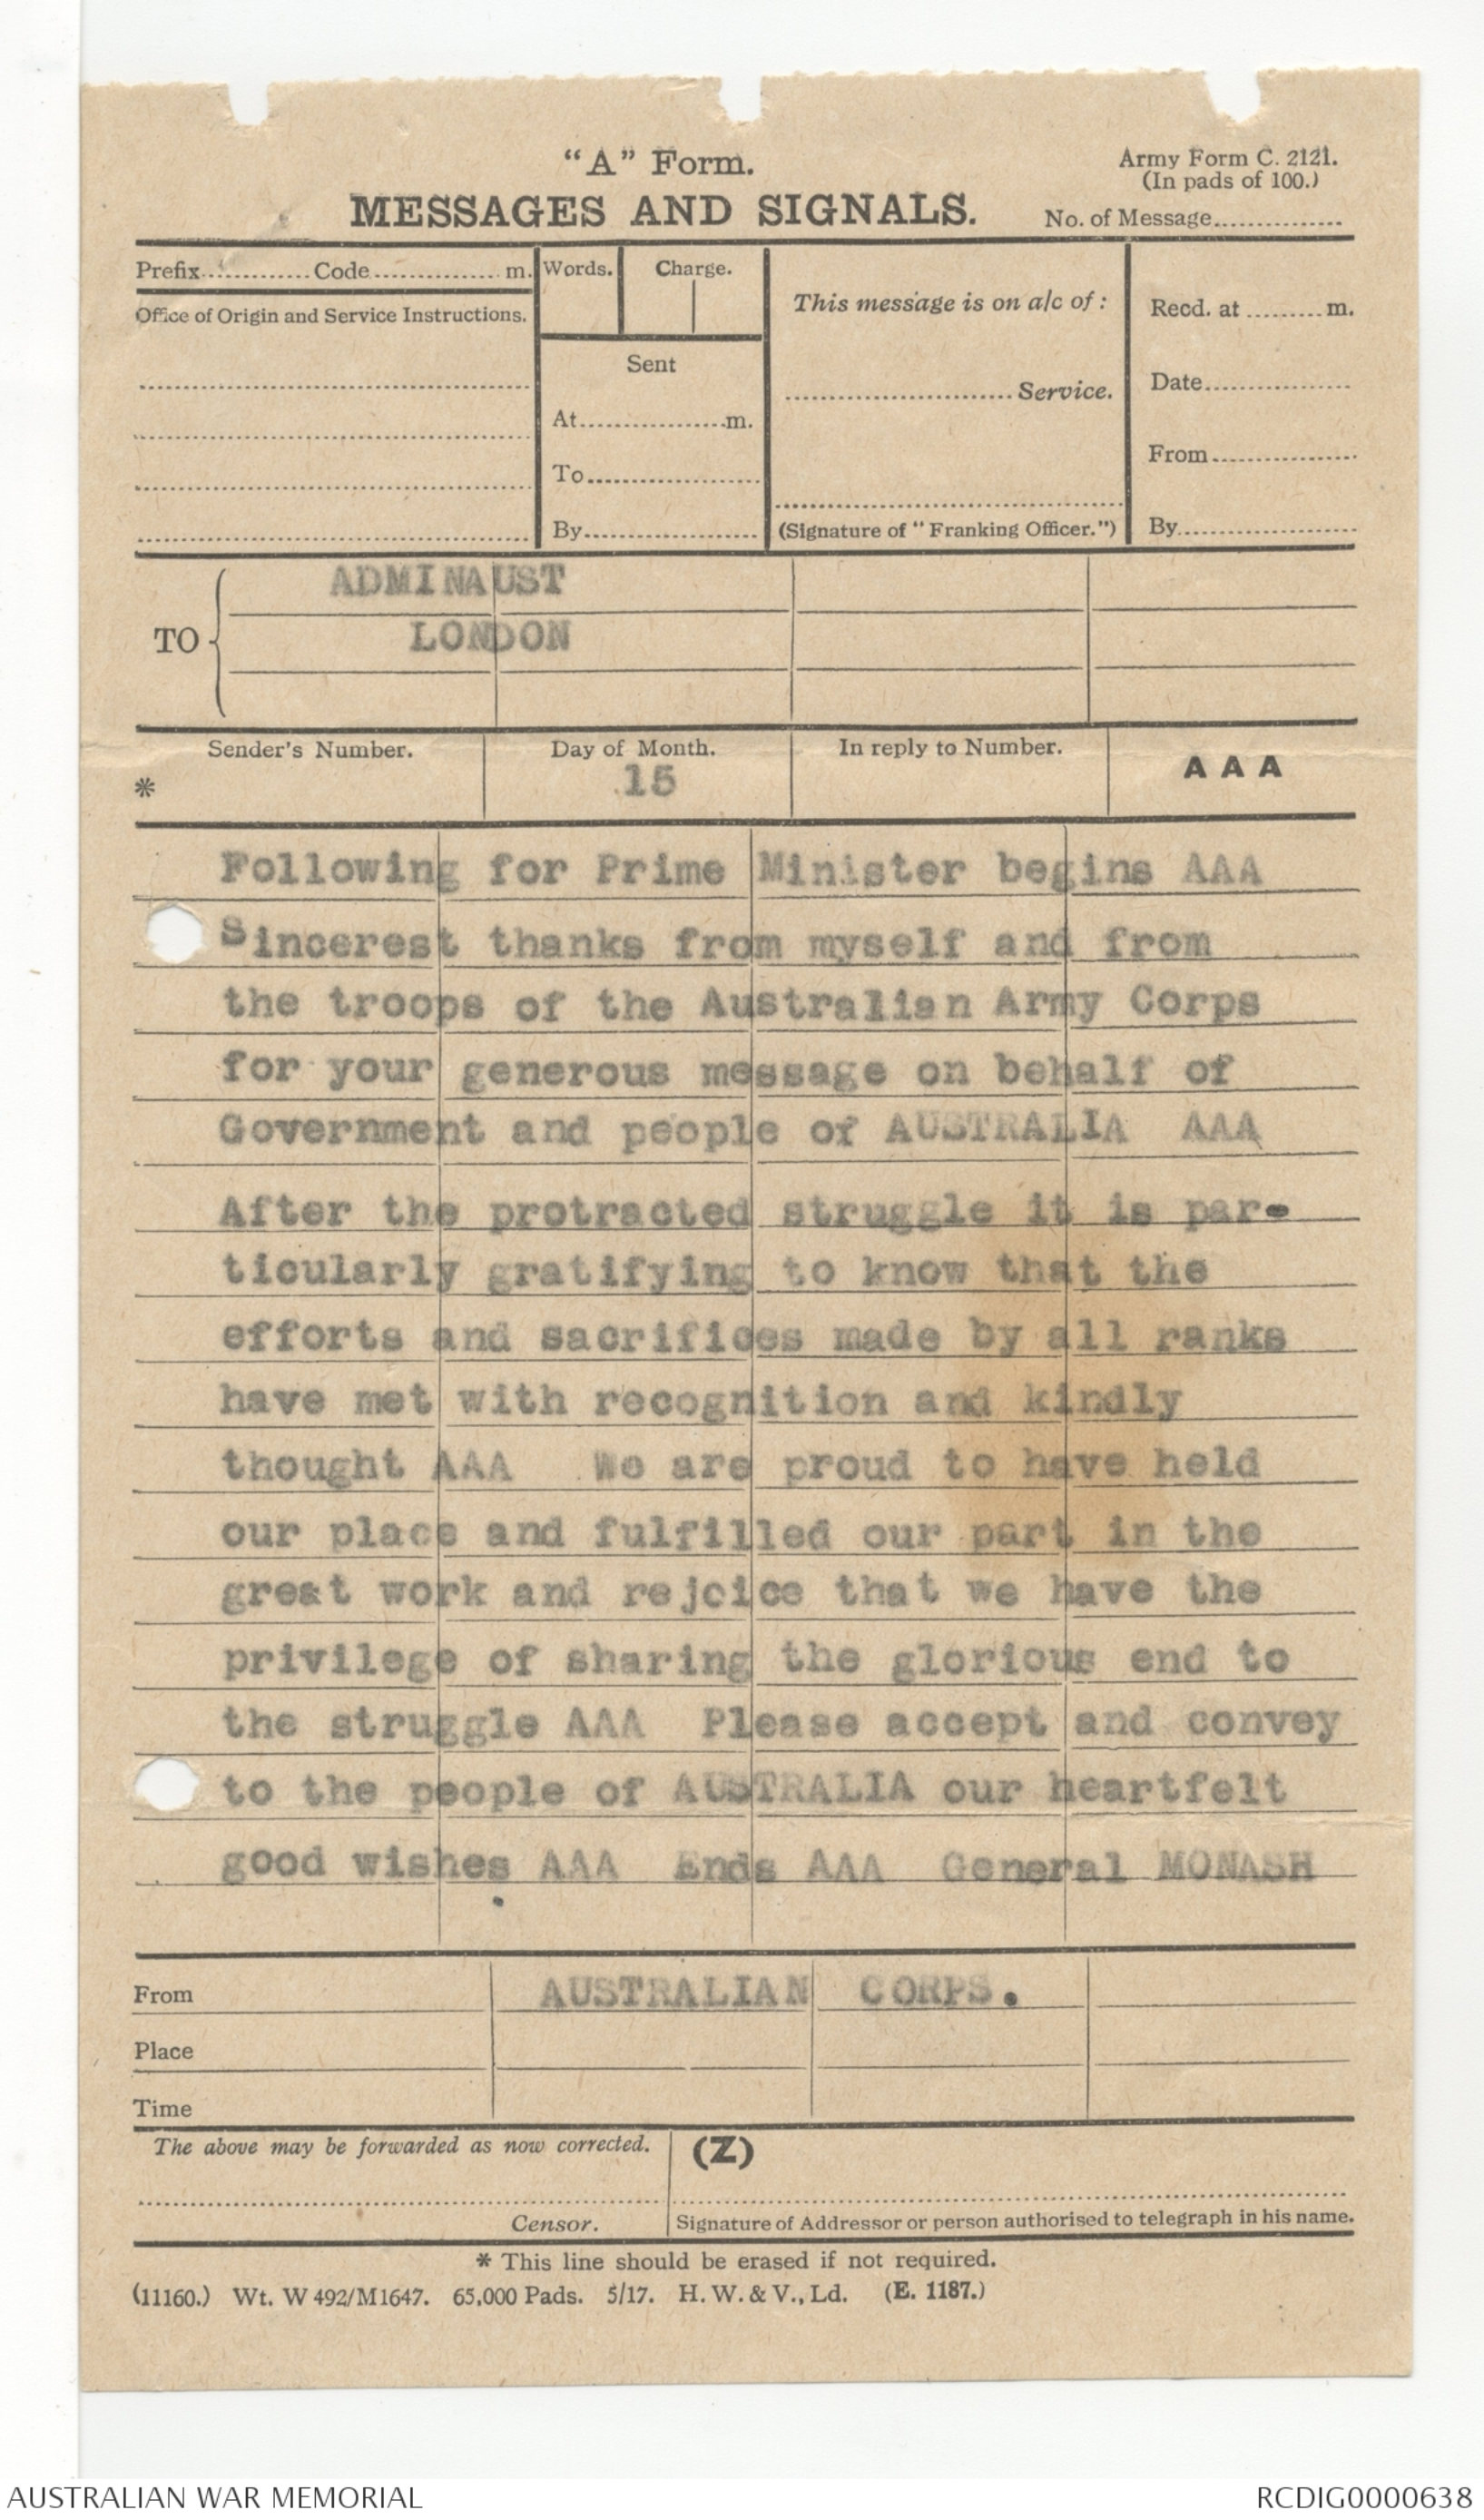 "A" Form.
Army Form C. 2121.
(In pads of 100.)
MESSAGES AND SIGNALS.
No. of Message...............
Prefix............Code...............m.
Words.
Charge.
This message is on a/c of :
Recd. at .........m.
Office of Origin and Service Instructions.
Sent
.........................Service.
Date.................
At.................m.
From.................
To....................
By.....................
(Signature of "Franking Officer.")
By.....................
TO
ADMINAUST
LONDON
Sender's Number.
Day of Month.
In reply to Number.
AAA
*
15
Following for Prime Minister begins AAA
Sincerest thanks from myself and from
the troops of the Australian Army Corps
for your generous message on behalf of
Government and people of AUSTRALIA AAA
After the protracted struggle it is par-
ticularly gratifying to know that the
efforts and sacrifices made by all ranks
have met with recognition and kindly
thought AAA We are proud to have held
our place and fulfilled our part in the
great work and rejoice that we have the
privilege of sharing the glorious end to
the struggle AAA Please accept and convey
to the people of AUSTRALIA our heartfelt
good wishes AAA Ends AAA General MONASH
From
AUSTRALIAN CORPS.
Place
Time
The above may be forwarded as now corrected.
(Z)
Censor.
Signature of Addressor or person authorised to telegraph in his name.
* This line should be erased if not required.
(11160.) Wt. W 492/M1647. 65,000 Pads. 5/17. H. W. & V., Ld. (E. 1187.)
AUSTRALIAN WAR MEMORIAL
RCDIG0000638